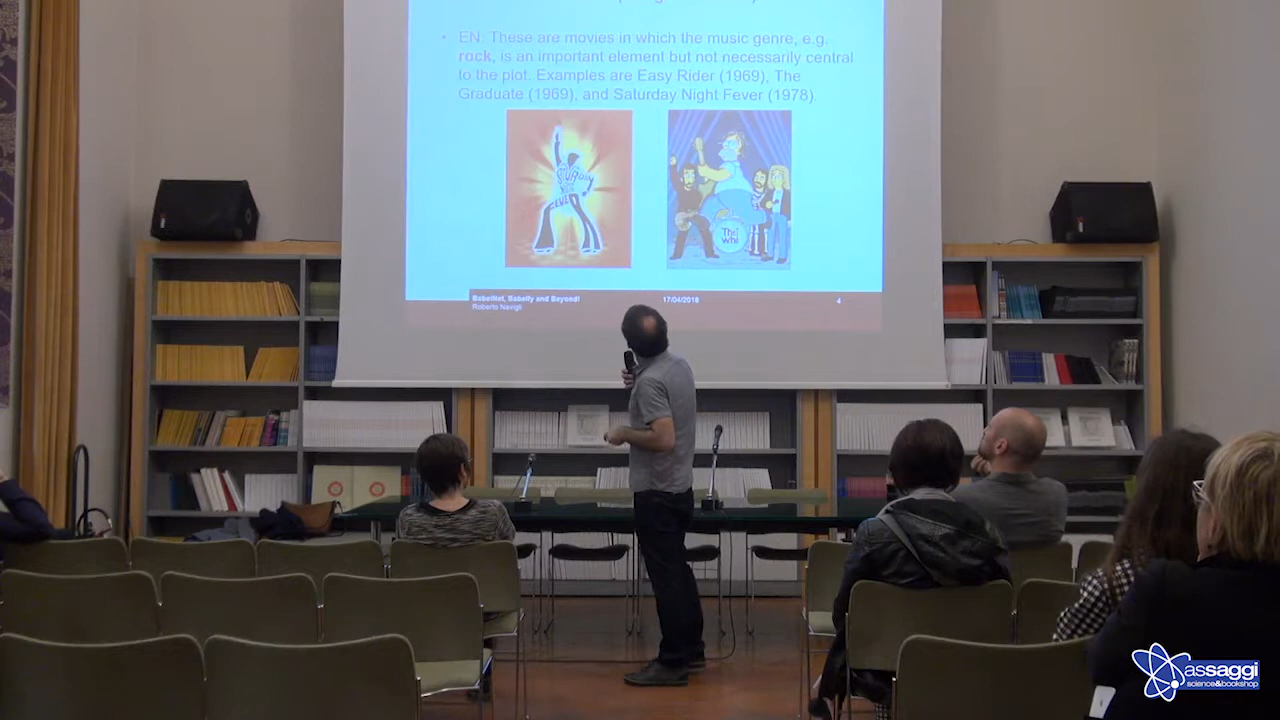 • EN: These are movies in which the music genre, e.g.
rock, is an important element but not necessarily central
to the plot. Examples are Easy Rider (1969), The
Graduate (1969), and Saturday Night Fever (1978).
The
Who
BabelNet, Babelfy and Beyond!
Roberto Navigli
17/04/2018
4
assaggi
science&bookshop